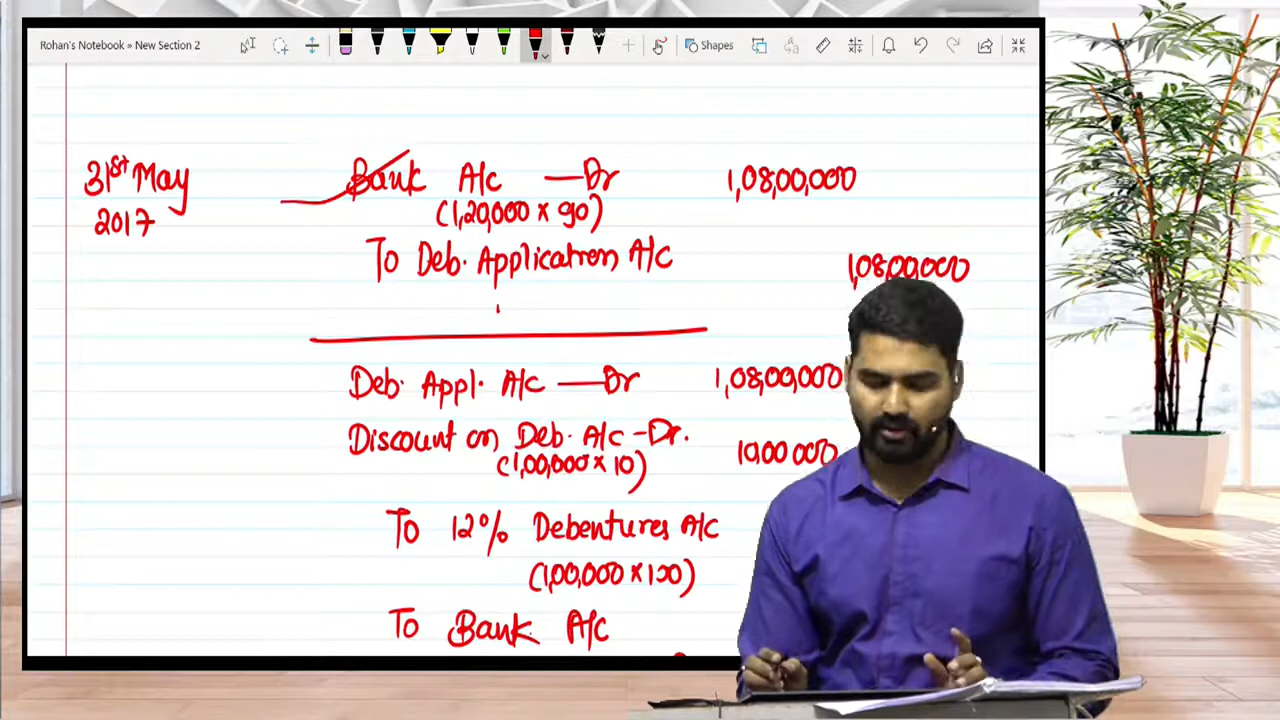 Rohan's Notebook » New Section 2
Shapes
31st May
2017
Bank A/c — Dr 1,08,00,000
(1,20,000 × 90)
To Deb. Application A/c
1,08,00,000
Deb. Appl. A/c — Dr 1,08,00,000
Discount on Deb. A/c - Dr. 10,00 000
(1,00,000 × 10)
To 12% Debentures A/c
(1,00,000 × 100)
To Bank A/c